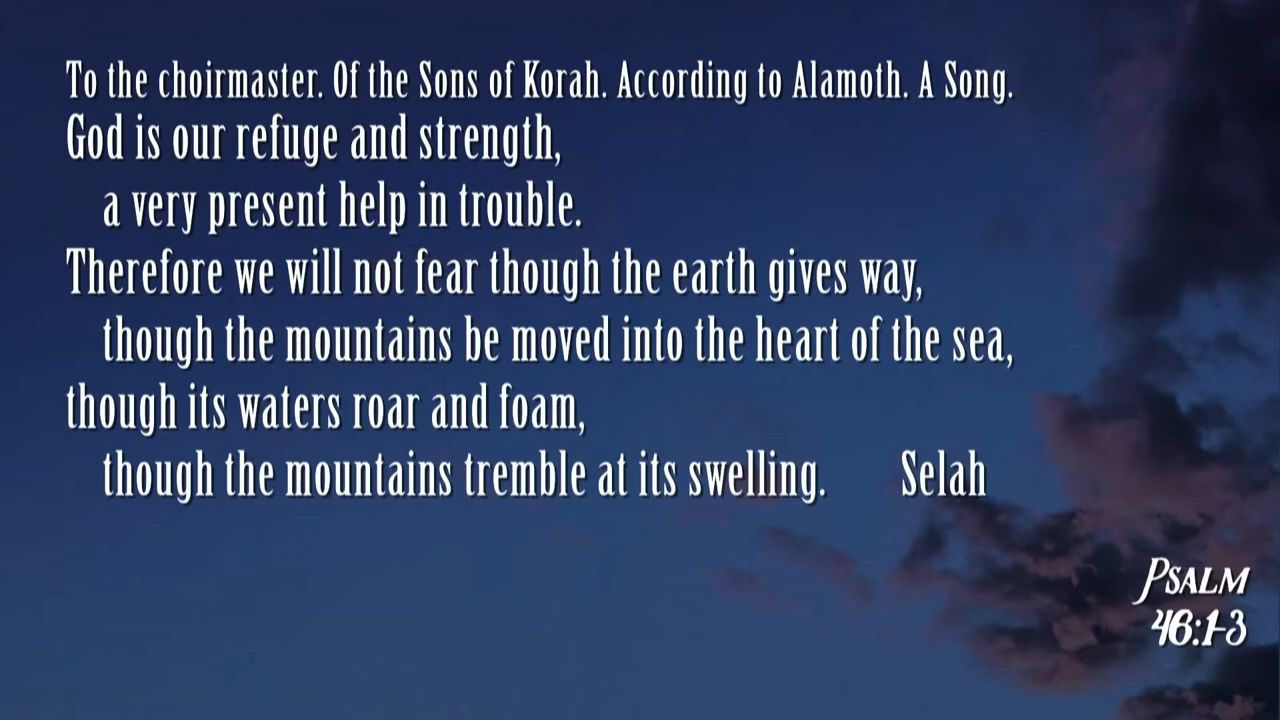 To the choirmaster. Of the Sons of Korah. According to Alamoth. A Song.
God is our refuge and strength,
a very present help in trouble.
Therefore we will not fear though the earth gives way,
though the mountains be moved into the heart of the sea,
though its waters roar and foam,
though the mountains tremble at its swelling. Selah
Psalm
46:1-3